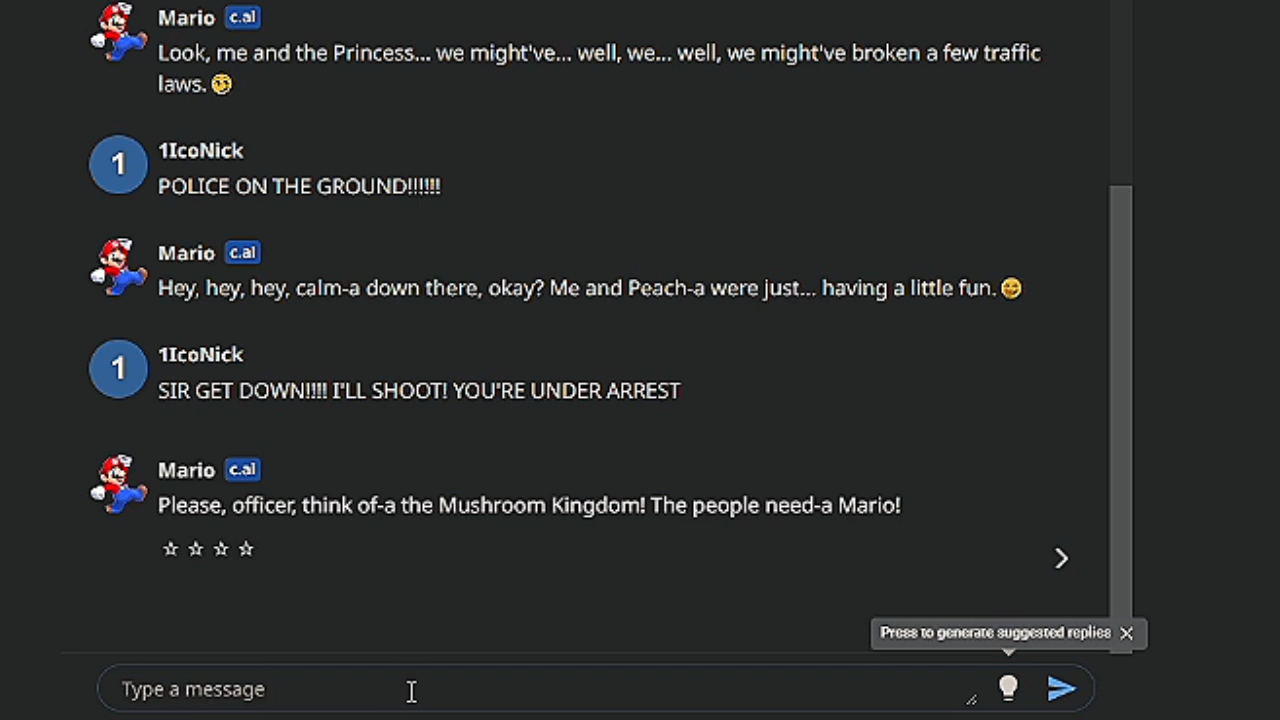 Mario c.ai
Look, me and the Princess... we might've... well, we... well, we might've broken a few traffic
laws.
1IcoNick
1
POLICE ON THE GROUND!!!!!!
Mario c.ai
Hey, hey, hey, calm-a down there, okay? Me and Peach-a were just... having a little fun.
1IcoNick
1
SIR GET DOWN!!!! I'LL SHOOT! YOU'RE UNDER ARREST
Mario c.ai
Please, officer, think of-a the Mushroom Kingdom! The people need-a Mario!
Press to generate suggested replies
Type a message